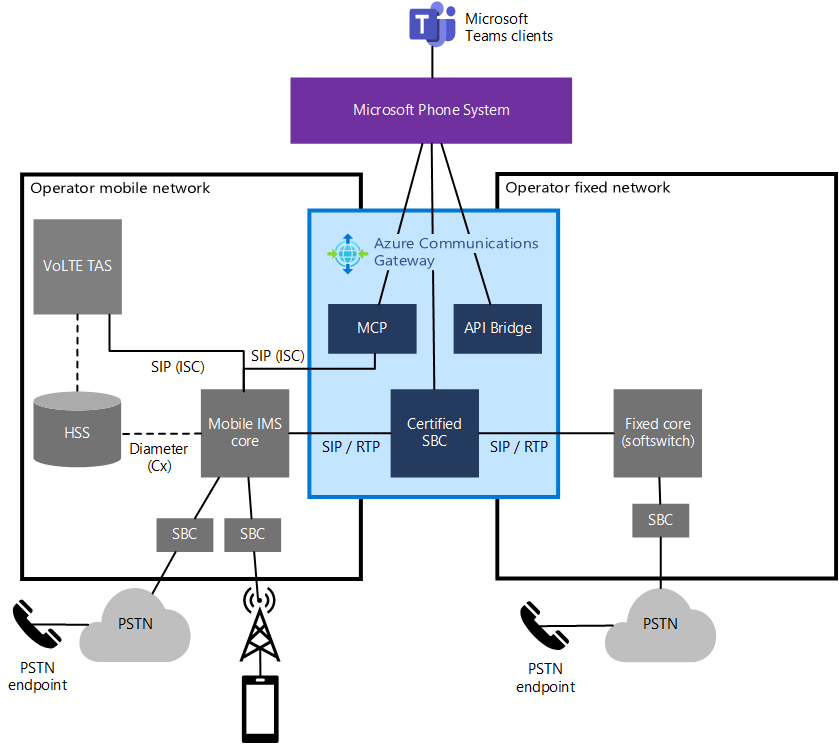 Microsoft
Teams clients
Microsoft Phone System
Operator mobile network
Operator fixed network
Azure Communications
Gateway
VoLTE TAS
MCP
API Bridge
SIP (ISC)
SIP (ISC)
HSS
Diameter
(Cx)
Mobile IMS
core
SIP / RTP
Certified
SBC
SIP / RTP
Fixed core
(softswitch)
SBC
SBC
SBC
PSTN
PSTN
PSTN
endpoint
PSTN
endpoint
T